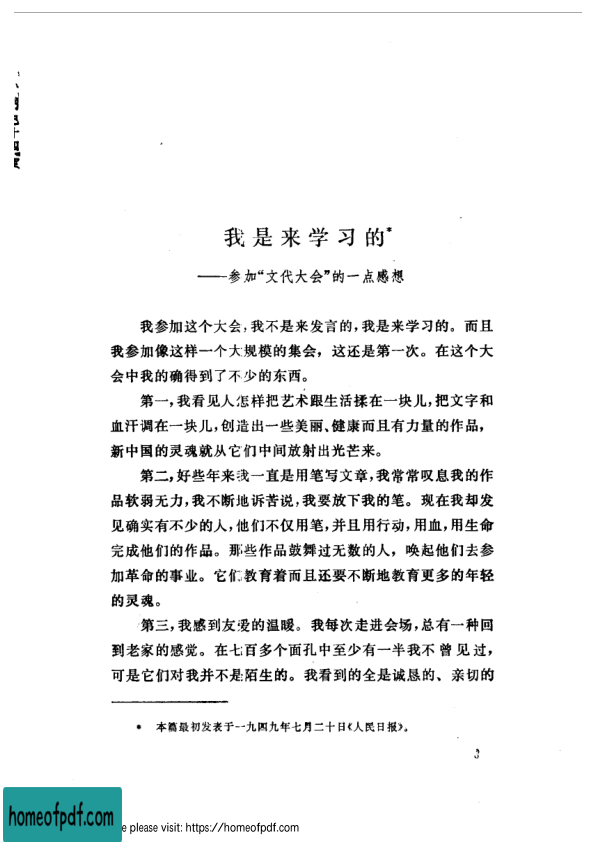 我是来学习的*
——参加“文代大会”的一点感想
我参加这个大会，我不是来发言的，我是来学习的。而且
我参加像这样一个大规模的集会，这还是第一次。在这个大
会中我的确得到了不少的东西。
第一，我看见人怎样把艺术跟生活揉在一块儿，把文字和
血汗调在一块儿，创造出一些美丽、健康而且有力量的作品，
新中国的灵魂就从它们中间放射出光芒来。
第二，好些年来我一直是用笔写文章，我常常叹息我的作
品软弱无力，我不断地诉苦说，我要放下我的笔。现在我却发
见确实有不少的人，他们不仅用笔，并且用行动，用血，用生命
完成他们的作品。那些作品鼓舞过无数的人，唤起他们去参
加革命的事业。它们教育着而且还要不断地教育更多的年轻
的灵魂。
第三，我感到友爱的温暖。我每次走进会场，总有一种回
到老家的感觉。在七百多个面孔中至少有一半我不曾见过，
可是它们对我并不是陌生的。我看到的全是诚恳的、亲切的
* 本篇最初发表于一九四九年七月二十日《人民日报》。
3
homeofpdf.com
please visit: https://homeofpdf.com